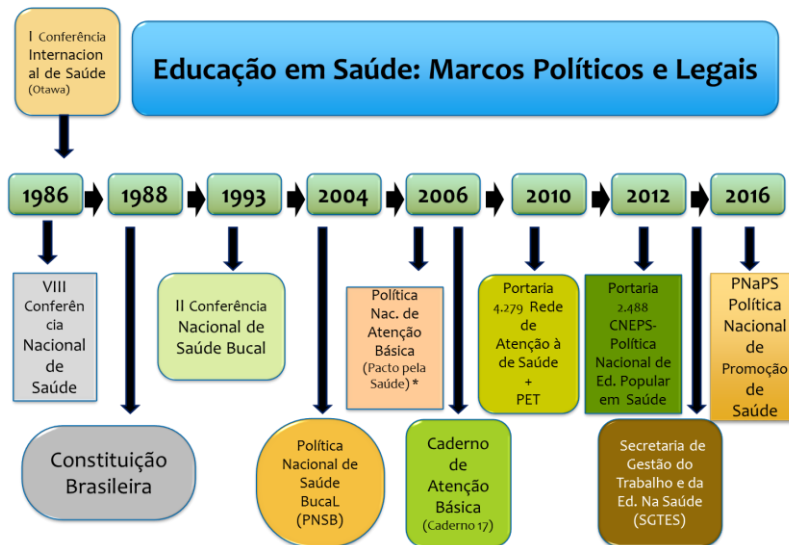 I Conferência
Internacion
al de Saúde
(Otawa)
Educação em Saúde: Marcos Políticos e Legais
1986
1988
1993
2004
2006
2010
2012
2016
VIII
Conferên
cia
Nacional
de
Saúde
II Conferência
Nacional de
Saúde Bucal
Política
Nac. de
Atenção
Básica
(Pacto pela
Saúde) *
Portaria
4.279 Rede
de
Atenção à
de Saúde
+
PET
Portaria
2.488
CNEPS-
Política
Nacional de
Ed. Popular
em Saúde
PNaPS
Política
Nacional
de
Promoção
de
Saúde
Constituição
Brasileira
Política
Nacional de
Saúde
BucaL
(PNSB)
Caderno
de
Atenção
Básica
(Caderno 17)
Secretaria de
Gestão do
Trabalho e da
Ed. Na Saúde
(SGTES)